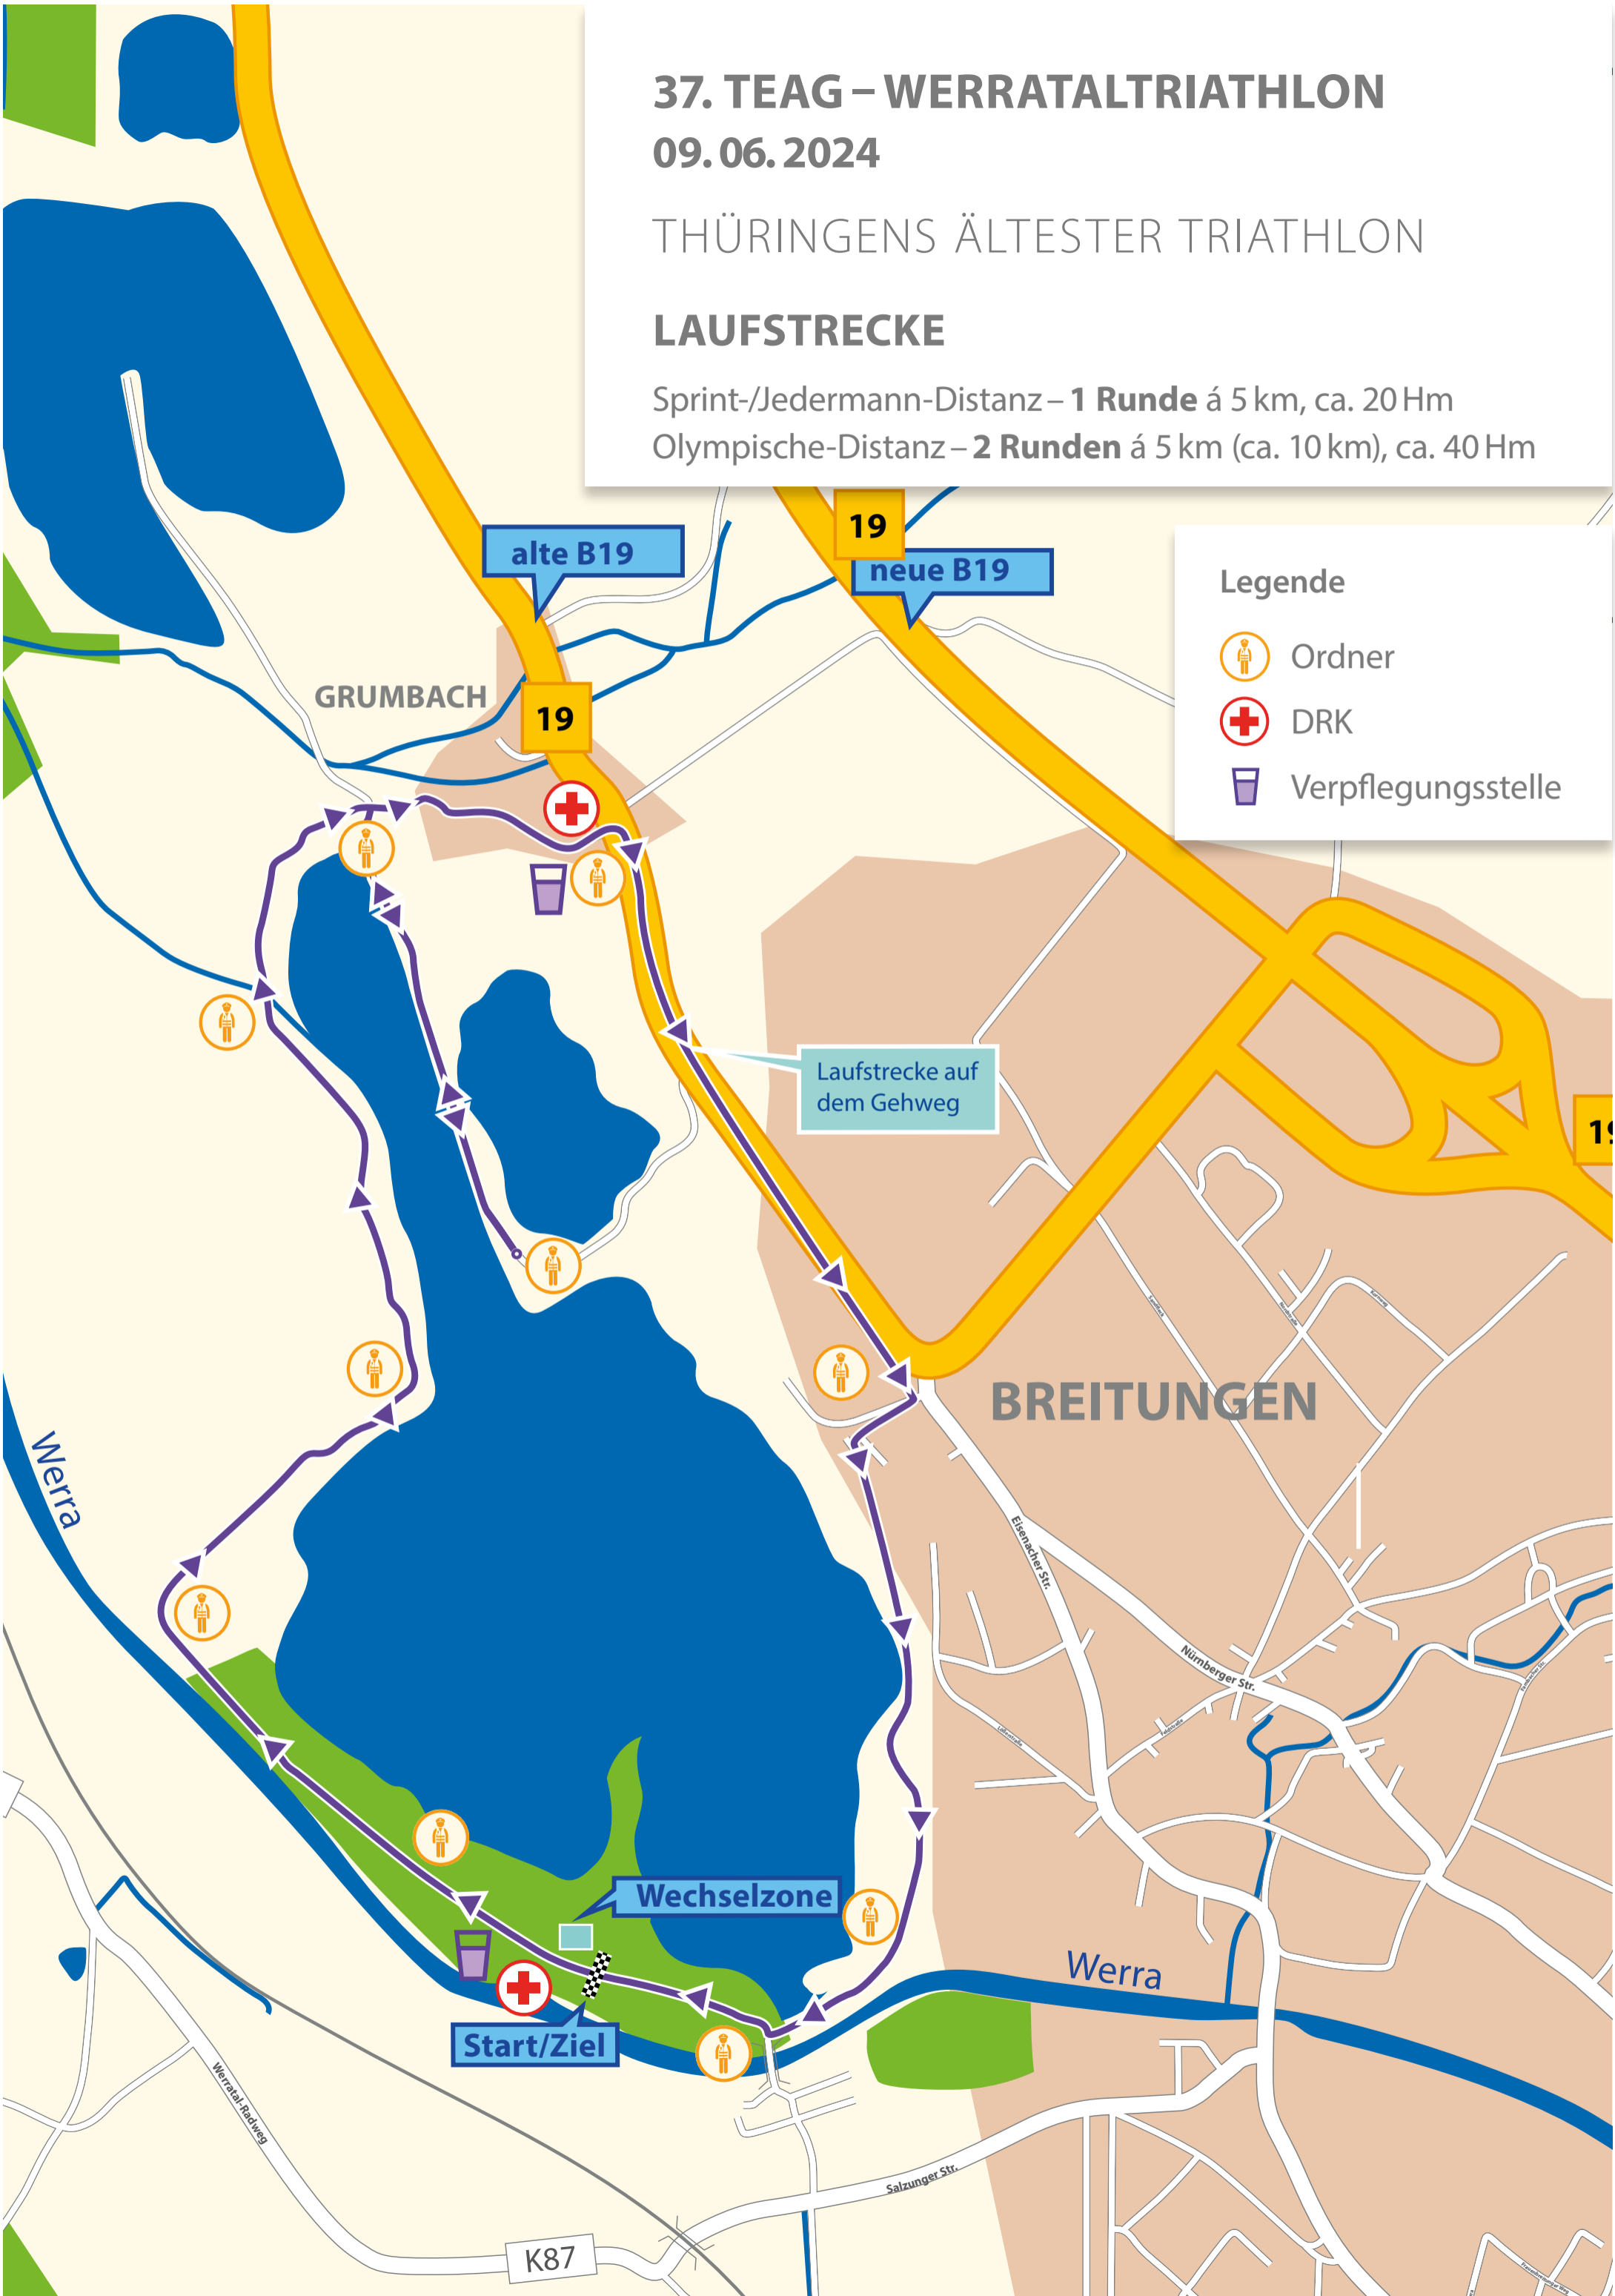 37. TEAG – WERRATALTRIATHLON
09. 06. 2024
THÜRINGENS ÄLTESTER TRIATHLON
LAUFSTRECKE
Sprint-/Jedermann-Distanz – 1 Runde á 5 km, ca. 20 Hm
Olympische-Distanz – 2 Runden á 5 km (ca. 10 km), ca. 40 Hm
19
alte B19
neue B19
Legende
Ordner
DRK
Verpflegungsstelle
GRUMBACH
19
Laufstrecke auf
dem Gehweg
19
BREITUNGEN
Werra
Eisenacher Str.
Nürnberger Str.
Wechselzone
Werra
Start/Ziel
Werratal-Radweg
Salzunger Str.
K87